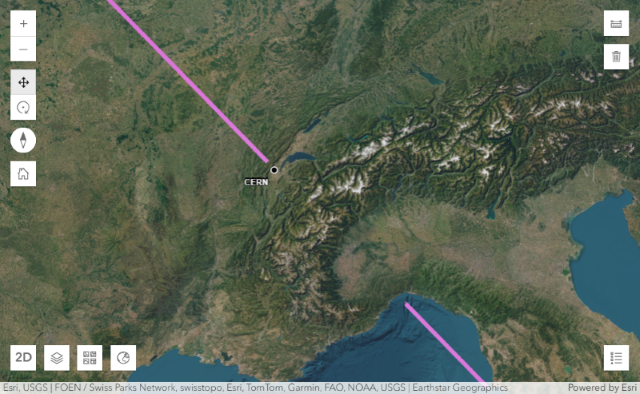 CERN
2D
Esri, USGS | FOEN / Swiss Parks Network, swisstopo, Esri, TomTom, Garmin, FAO, NOAA, USGS | Earthstar Geographics
Powered by Esri